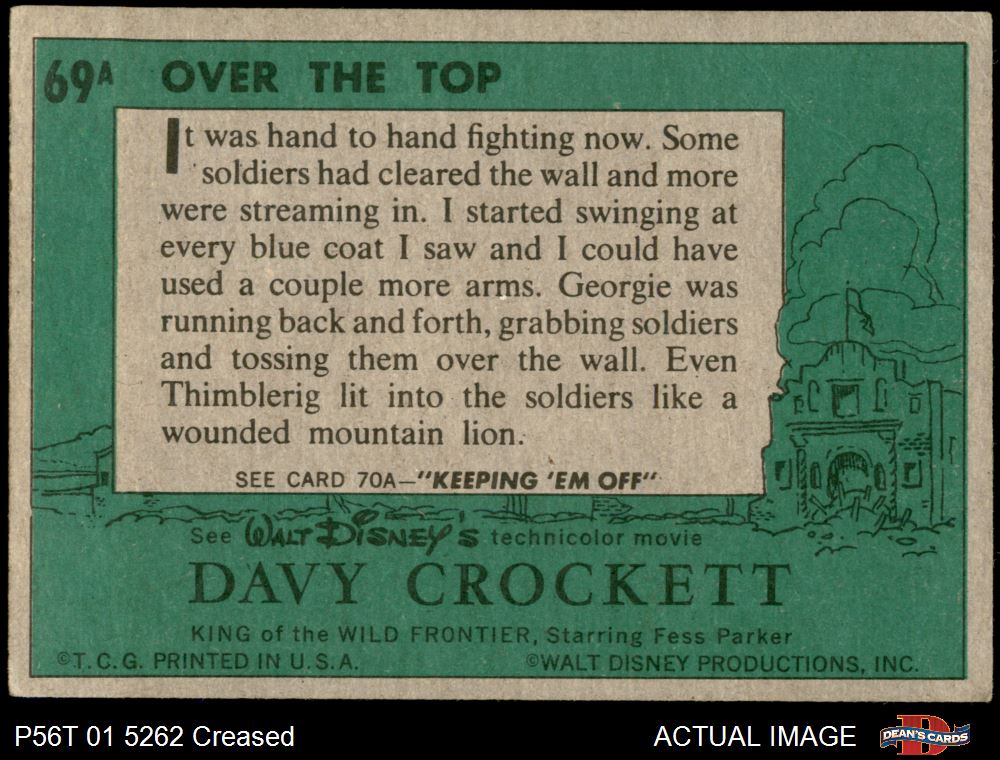 69A OVER THE TOP
It was hand to hand fighting now. Some
soldiers had cleared the wall and more
were streaming in. I started swinging at
every blue coat I saw and I could have
used a couple more arms. Georgie was
running back and forth, grabbing soldiers
and tossing them over the wall. Even
Thimblerig lit into the soldiers like a
wounded mountain lion.
SEE CARD 70A—"KEEPING 'EM OFF"
See WALT DISNEY'S technicolor movie
DAVY CROCKETT
KING of the WILD FRONTIER, Starring Fess Parker
©T.C.G. PRINTED IN U.S.A. ©WALT DISNEY PRODUCTIONS, INC.
P56T 01 5262 Creased ACTUAL IMAGE DEAN'S CARDS